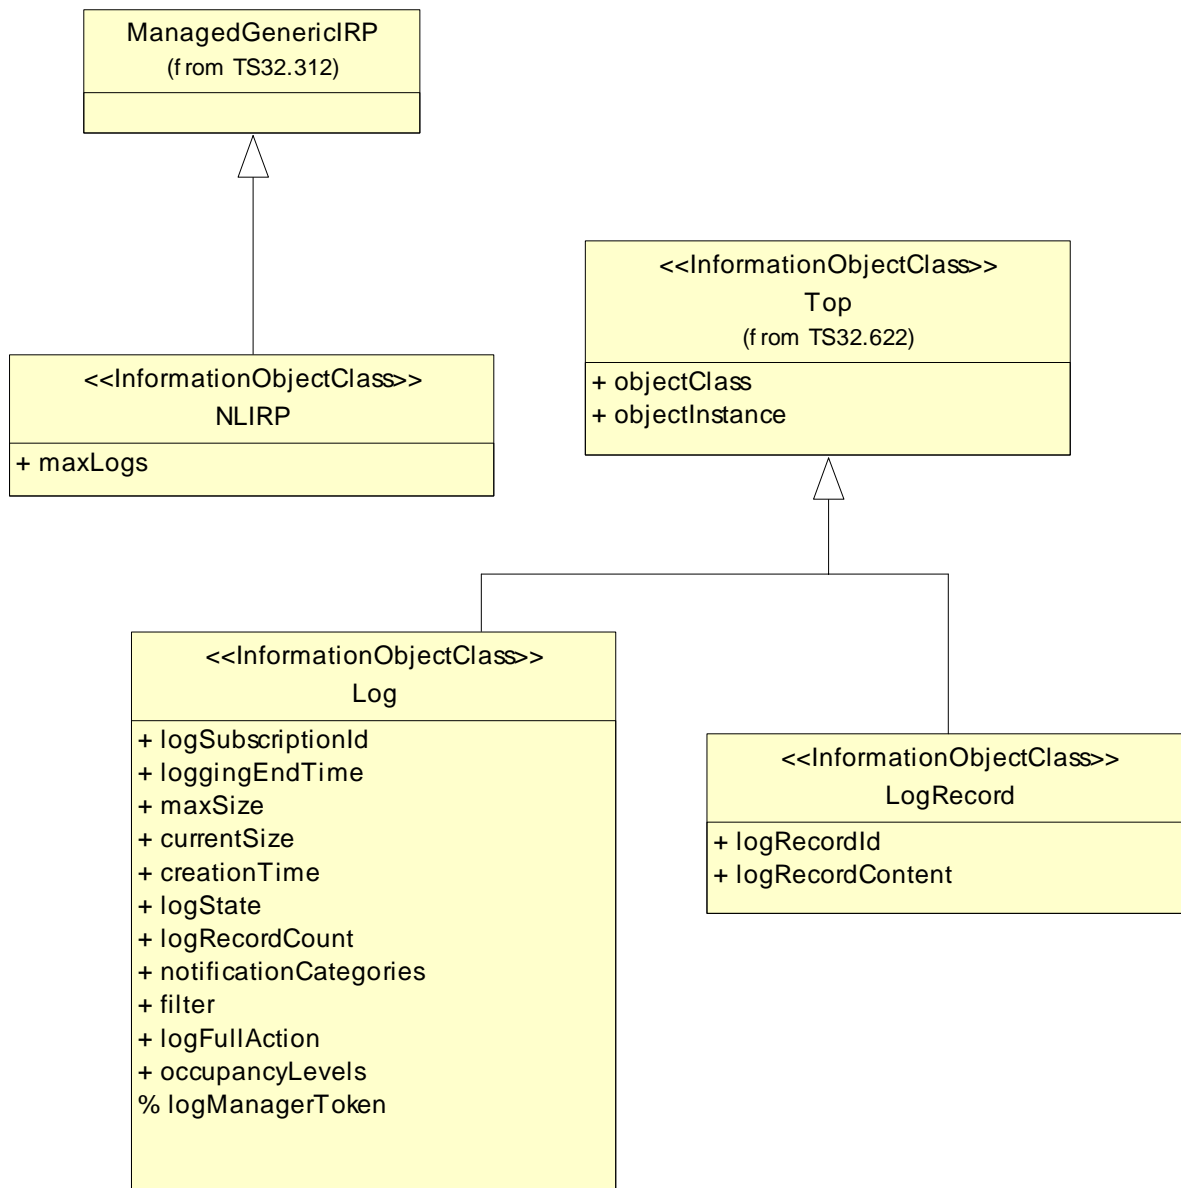 ManagedGenericIRP
(from TS32.312)
<<InformationObjectClass>>
NLIRP
+ maxLogs
<<InformationObjectClass>>
Top
(from TS32.622)
+ objectClass
+ objectInstance
<<InformationObjectClass>>
Log
+ logSubscriptionId
+ loggingEndTime
+ maxSize
+ currentSize
+ creationTime
+ logState
+ logRecordCount
+ notificationCategories
+ filter
+ logFullAction
+ occupancyLevels
% logManagerToken
<<InformationObjectClass>>
LogRecord
+ logRecordId
+ logRecordContent